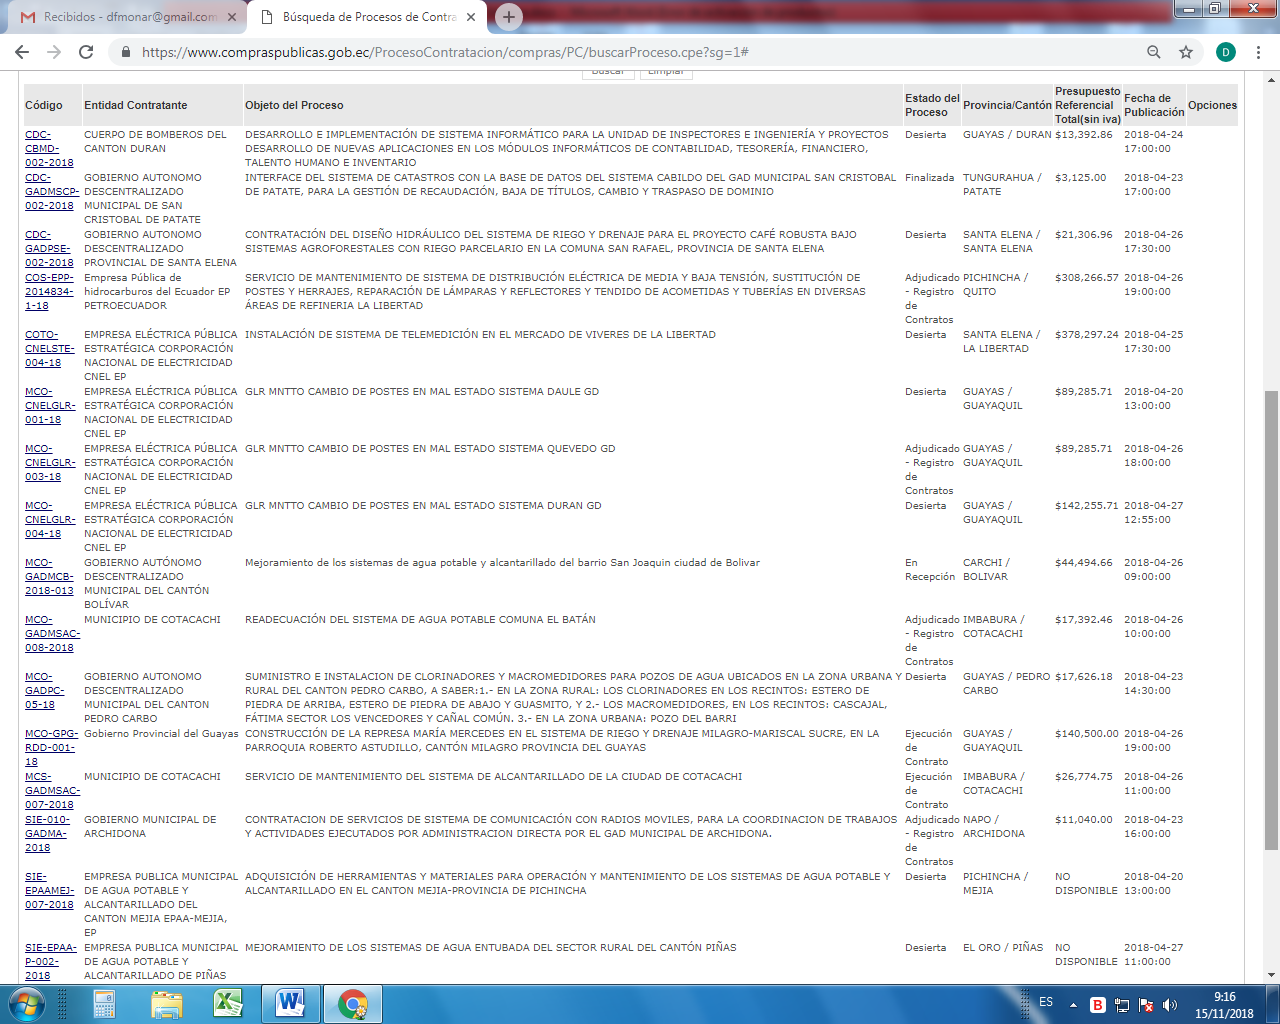 Recibidos - dfmonar@gmail.com
Búsqueda de Procesos de Contra
https://www.compraspublicas.gob.ec/ProcesoContratacion/compras/PC/buscarProceso.cpe?sg=1#
D
Buscar Limpiar
Código Entidad Contratante Objeto del Proceso Estado del Proceso Provincia/Cantón Presupuesto Referencial Total(sin iva) Fecha de Publicación Opciones
CDC-CBMD-002-2018 CUERPO DE BOMBEROS DEL CANTON DURAN DESARROLLO E IMPLEMENTACIÓN DE SISTEMA INFORMÁTICO PARA LA UNIDAD DE INSPECTORES E INGENIERÍA Y PROYECTOS DESARROLLO DE NUEVAS APLICACIONES EN LOS MÓDULOS INFORMÁTICOS DE CONTABILIDAD, TESORERÍA, FINANCIERO, TALENTO HUMANO E INVENTARIO Desierta GUAYAS / DURAN $13,392.86 2018-04-24 17:00:00
CDC-GADMSCP-002-2018 GOBIERNO AUTONOMO DESCENTRALIZADO MUNICIPAL DE SAN CRISTOBAL DE PATATE INTERFACE DEL SISTEMA DE CATASTROS CON LA BASE DE DATOS DEL SISTEMA CABILDO DEL GAD MUNICIPAL SAN CRISTOBAL DE PATATE, PARA LA GESTIÓN DE RECAUDACIÓN, BAJA DE TÍTULOS, CAMBIO Y TRASPASO DE DOMINIO Finalizada TUNGURAHUA / PATATE $3,125.00 2018-04-23 17:00:00
CDC-GADPSE-002-2018 GOBIERNO AUTONOMO DESCENTRALIZADO PROVINCIAL DE SANTA ELENA CONTRATACIÓN DEL DISEÑO HIDRÁULICO DEL SISTEMA DE RIEGO Y DRENAJE PARA EL PROYECTO CAFÉ ROBUSTA BAJO SISTEMAS AGROFORESTALES CON RIEGO PARCELARIO EN LA COMUNA SAN RAFAEL, PROVINCIA DE SANTA ELENA Desierta SANTA ELENA / SANTA ELENA $21,306.96 2018-04-26 17:30:00
COS-EPP-2014834-1-18 Empresa Pública de hidrocarburos del Ecuador EP PETROECUADOR SERVICIO DE MANTENIMIENTO DE SISTEMA DE DISTRIBUCIÓN ELÉCTRICA DE MEDIA Y BAJA TENSIÓN, SUSTITUCIÓN DE POSTES Y HERRAJES, REPARACIÓN DE LÁMPARAS Y REFLECTORES Y TENDIDO DE ACOMETIDAS Y TUBERÍAS EN DIVERSAS ÁREAS DE REFINERIA LA LIBERTAD Adjudicado - Registro de Contratos PICHINCHA / QUITO $308,266.57 2018-04-26 19:00:00
COTO-CNELSTE-004-18 EMPRESA ELÉCTRICA PÚBLICA ESTRATÉGICA CORPORACIÓN NACIONAL DE ELECTRICIDAD CNEL EP INSTALACIÓN DE SISTEMA DE TELEMEDICIÓN EN EL MERCADO DE VIVERES DE LA LIBERTAD Desierta SANTA ELENA / LA LIBERTAD $378,297.24 2018-04-25 17:30:00
MCO-CNELGLR-001-18 EMPRESA ELÉCTRICA PÚBLICA ESTRATÉGICA CORPORACIÓN NACIONAL DE ELECTRICIDAD CNEL EP GLR MNTTO CAMBIO DE POSTES EN MAL ESTADO SISTEMA DAULE GD Desierta GUAYAS / GUAYAQUIL $89,285.71 2018-04-20 13:00:00
MCO-CNELGLR-003-18 EMPRESA ELÉCTRICA PÚBLICA ESTRATÉGICA CORPORACIÓN NACIONAL DE ELECTRICIDAD CNEL EP GLR MNTTO CAMBIO DE POSTES EN MAL ESTADO SISTEMA QUEVEDO GD Adjudicado - Registro de Contratos GUAYAS / GUAYAQUIL $89,285.71 2018-04-26 18:00:00
MCO-CNELGLR-004-18 EMPRESA ELÉCTRICA PÚBLICA ESTRATÉGICA CORPORACIÓN NACIONAL DE ELECTRICIDAD CNEL EP GLR MNTTO CAMBIO DE POSTES EN MAL ESTADO SISTEMA DURAN GD Desierta GUAYAS / GUAYAQUIL $142,255.71 2018-04-27 12:55:00
MCO-GADMCB-2018-013 GOBIERNO AUTÓNOMO DESCENTRALIZADO MUNICIPAL DEL CANTÓN BOLÍVAR Mejoramiento de los sistemas de agua potable y alcantarillado del barrio San Joaquin ciudad de Bolivar En Recepción CARCHI / BOLIVAR $44,494.66 2018-04-26 09:00:00
MCO-GADMSAC-008-2018 MUNICIPIO DE COTACACHI READECUACIÓN DEL SISTEMA DE AGUA POTABLE COMUNA EL BATÁN Adjudicado - Registro de Contratos IMBABURA / COTACACHI $17,392.46 2018-04-26 10:00:00
MCO-GADPC-05-18 GOBIERNO AUTONOMO DESCENTRALIZADO MUNICIPAL DEL CANTON PEDRO CARBO SUMINISTRO E INSTALACION DE CLORINADORES Y MACROMEDIDORES PARA POZOS DE AGUA UBICADOS EN LA ZONA URBANA Y RURAL DEL CANTON PEDRO CARBO, A SABER:1.- EN LA ZONA RURAL: LOS CLORINADORES EN LOS RECINTOS: ESTERO DE PIEDRA DE ARRIBA, ESTERO DE PIEDRA DE ABAJO Y GUASMITO, Y 2.- LOS MACROMEDIDORES, EN LOS RECINTOS: CASCAJAL, FÁTIMA SECTOR LOS VENCEDORES Y CAÑAL COMÚN. 3.- EN LA ZONA URBANA: POZO DEL BARRI Desierta GUAYAS / PEDRO CARBO $17,626.18 2018-04-23 14:30:00
MCO-GPG-RDD-001-18 Gobierno Provincial del Guayas CONSTRUCCIÓN DE LA REPRESA MARÍA MERCEDES EN EL SISTEMA DE RIEGO Y DRENAJE MILAGRO-MARISCAL SUCRE, EN LA PARROQUIA ROBERTO ASTUDILLO, CANTÓN MILAGRO PROVINCIA DEL GUAYAS Ejecución de Contrato GUAYAS / GUAYAQUIL $140,500.00 2018-04-26 19:00:00
MCS-GADMSAC-007-2018 MUNICIPIO DE COTACACHI SERVICIO DE MANTENIMIENTO DEL SISTEMA DE ALCANTARILLADO DE LA CIUDAD DE COTACACHI Ejecución de Contrato IMBABURA / COTACACHI $26,774.75 2018-04-26 11:00:00
SIE-010-GADMA-2018 GOBIERNO MUNICIPAL DE ARCHIDONA CONTRATACION DE SERVICIOS DE SISTEMA DE COMUNICACIÓN CON RADIOS MOVILES, PARA LA COORDINACION DE TRABAJOS Y ACTIVIDADES EJECUTADOS POR ADMINISTRACION DIRECTA POR EL GAD MUNICIPAL DE ARCHIDONA. Adjudicado - Registro de Contratos NAPO / ARCHIDONA $11,040.00 2018-04-23 16:00:00
SIE-EPAAMEJ-007-2018 EMPRESA PUBLICA MUNICIPAL DE AGUA POTABLE Y ALCANTARILLADO DEL CANTON MEJIA EPAA-MEJIA, EP ADQUISICIÓN DE HERRAMIENTAS Y MATERIALES PARA OPERACIÓN Y MANTENIMIENTO DE LOS SISTEMAS DE AGUA POTABLE Y ALCANTARILLADO EN EL CANTON MEJIA-PROVINCIA DE PICHINCHA Desierta PICHINCHA / MEJIA NO DISPONIBLE 2018-04-20 13:00:00
SIE-EPAA-P-002-2018 EMPRESA PUBLICA MUNICIPAL DE AGUA POTABLE Y ALCANTARILLADO DE PIÑAS MEJORAMIENTO DE LOS SISTEMAS DE AGUA ENTUBADA DEL SECTOR RURAL DEL CANTÓN PIÑAS Desierta EL ORO / PIÑAS NO DISPONIBLE 2018-04-27 11:00:00
ES
B
9:16
15/11/2018